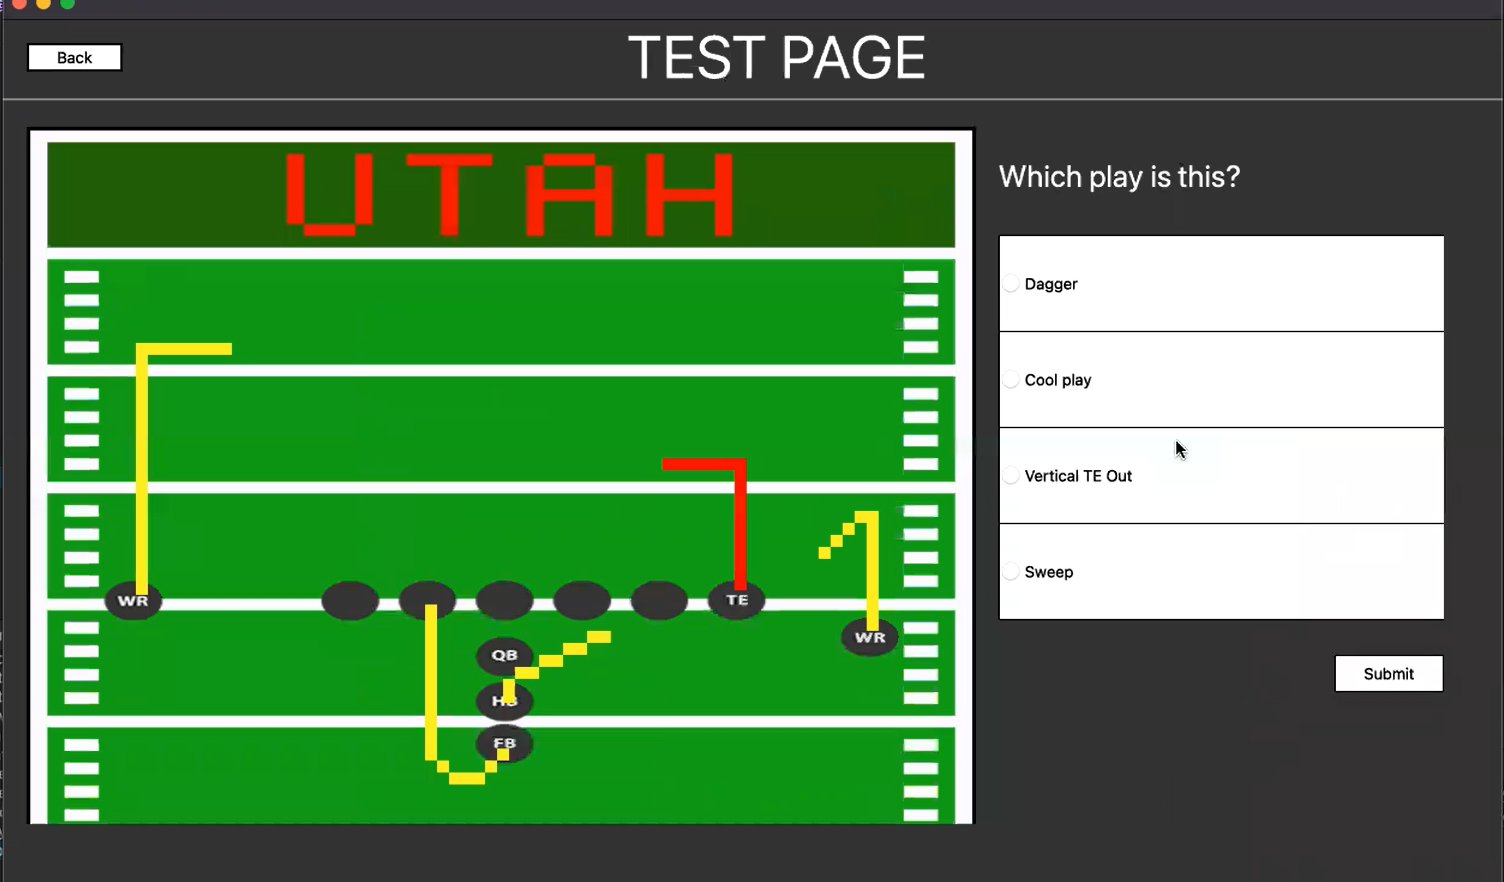 TEST PAGE
Back
UTAH
Which play is this?
Dagger
Cool play
Vertical TE Out
Sweep
Submit
WR
TE
WR
QB
HB
FB